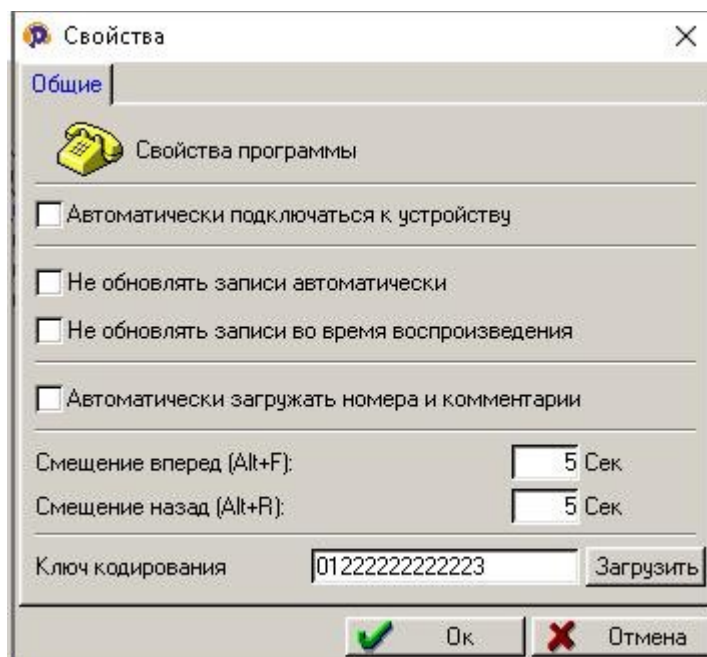 Свойства
Общие
Свойства программы
Автоматически подключаться к устройству
Не обновлять записи автоматически
Не обновлять записи во время воспроизведения
Автоматически загружать номера и комментарии
Смещение вперед (Alt+F): 5 Сек
Смещение назад (Alt+R): 5 Сек
Ключ кодирования 01222222222223 Загрузить
Ок Отмена